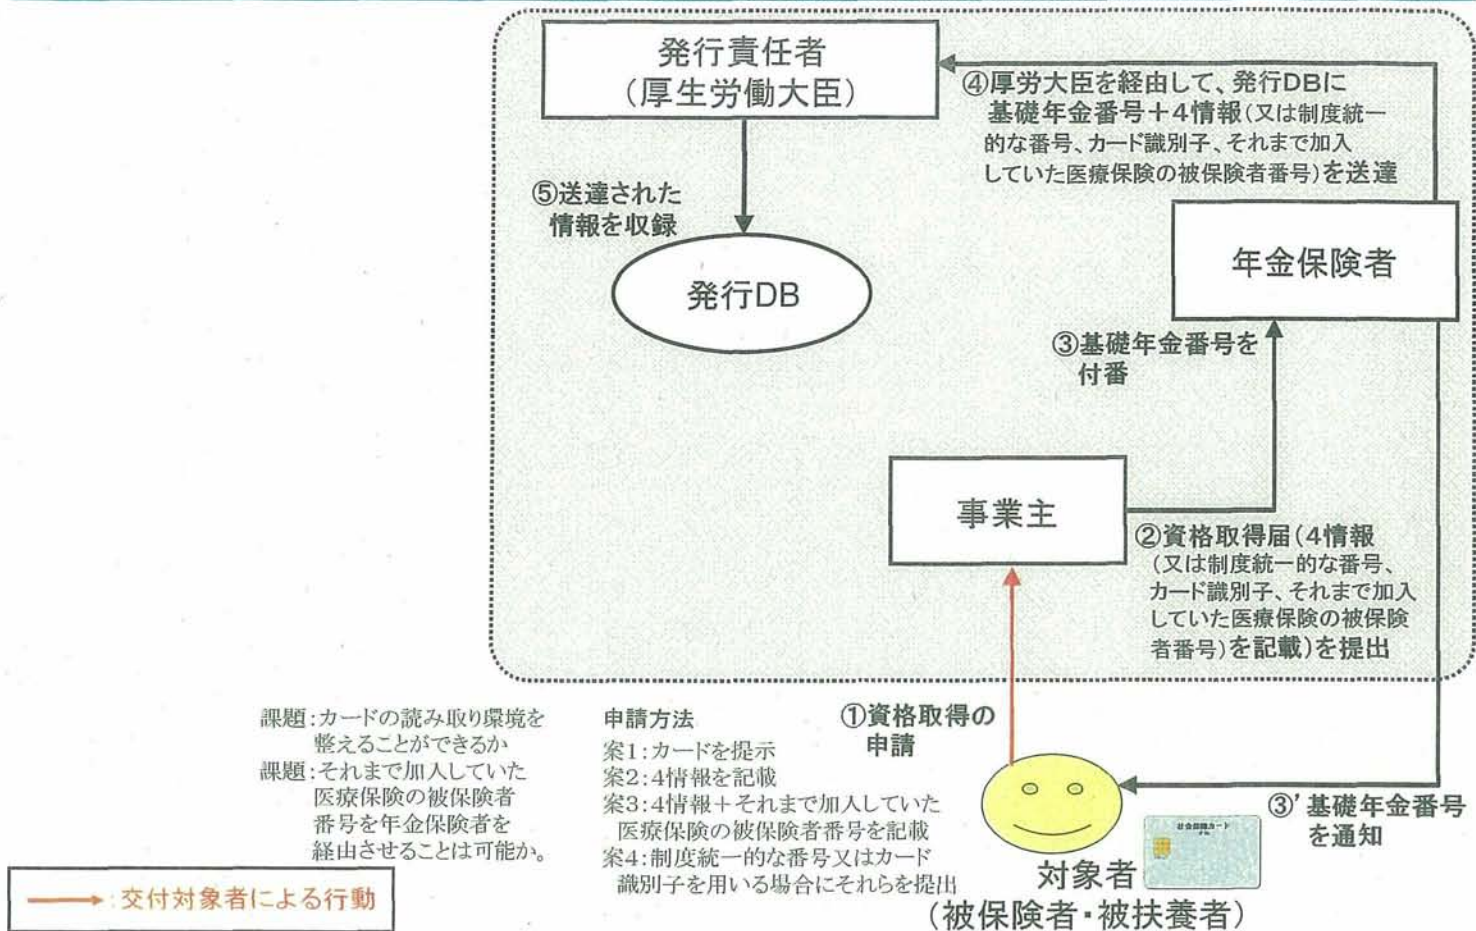 発行責任者
(厚生労働大臣)
④厚労大臣を経由して、発行DBに
基礎年金番号+4情報(又は制度統一
的な番号、カード識別子、それまで加入
していた医療保険の被保険者番号)を送達
⑤送達された
情報を収録
発行DB
年金保険者
③基礎年金番号を
付番
事業主
②資格取得届(4情報
(又は制度統一的な番号、
カード識別子、それまで加入
していた医療保険の被保険
者番号)を記載)を提出
課題:カードの読み取り環境を
整えることができるか
課題:それまで加入していた
医療保険の被保険者
番号を年金保険者を
経由させることは可能か。
申請方法
案1:カードを提示
案2:4情報を記載
案3:4情報+それまで加入していた
医療保険の被保険者番号を記載
案4:制度統一的な番号又はカード
識別子を用いる場合にそれらを提出
①資格取得の
申請
③’基礎年金番号
を通知
社会保障カード
対象者
(被保険者・被扶養者)
:交付対象者による行動